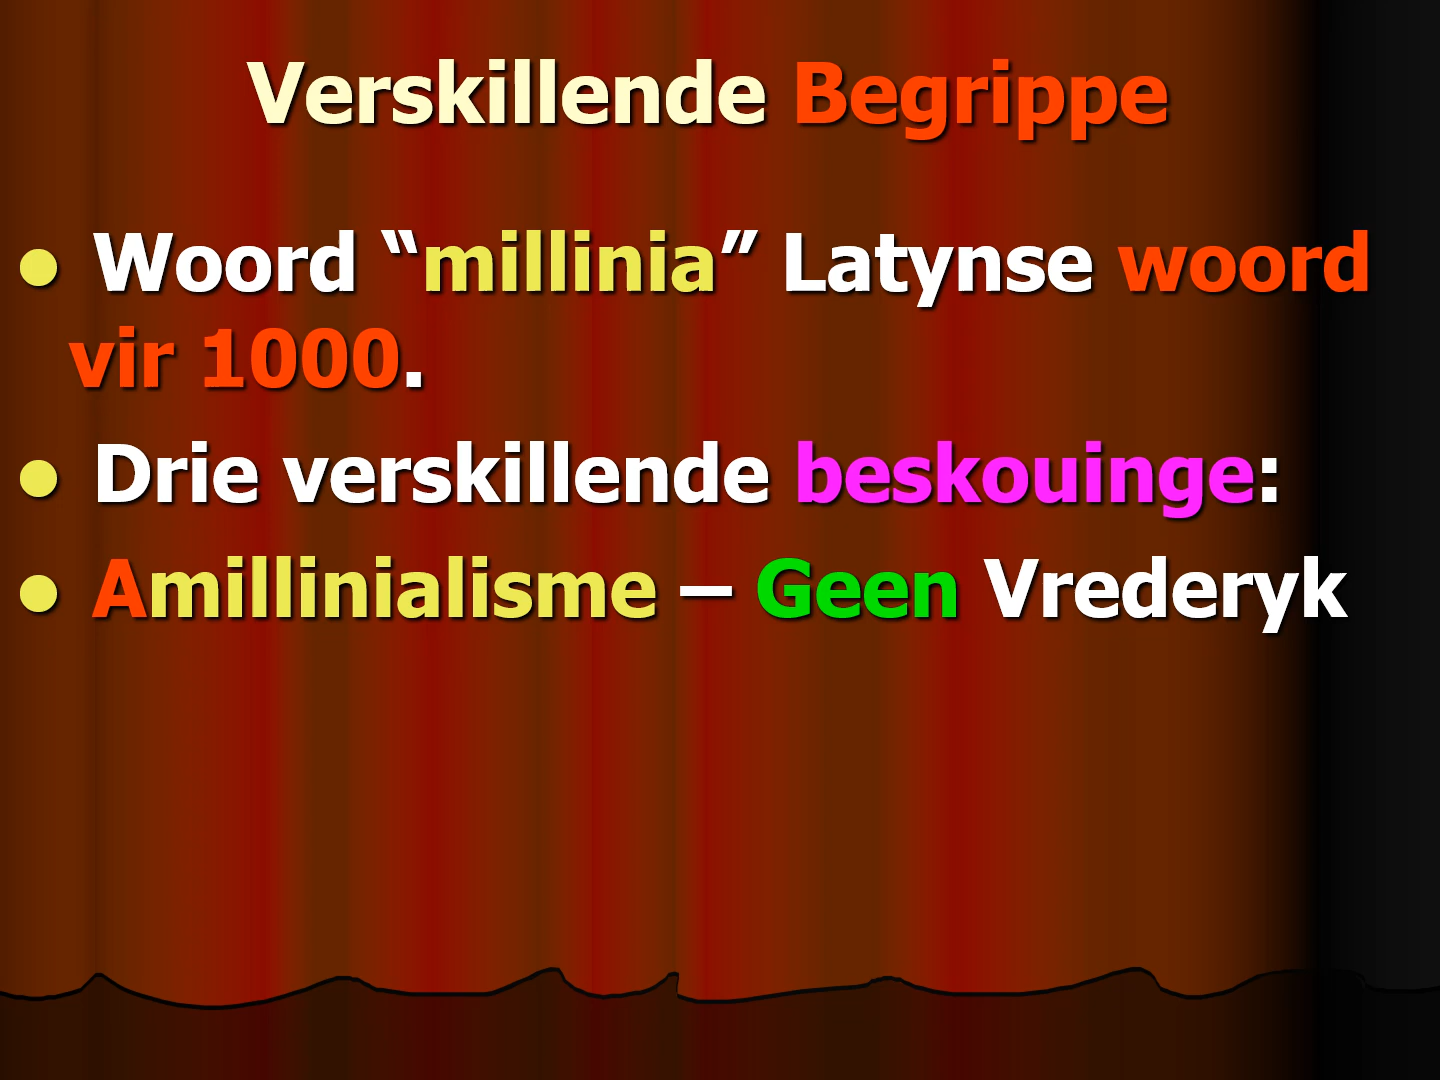 Verskillende Begrippe
● Woord “millinia” Latynse woord
vir 1000.
● Drie verskillende beskouinge:
● Amillinialisme – Geen Vrederyk